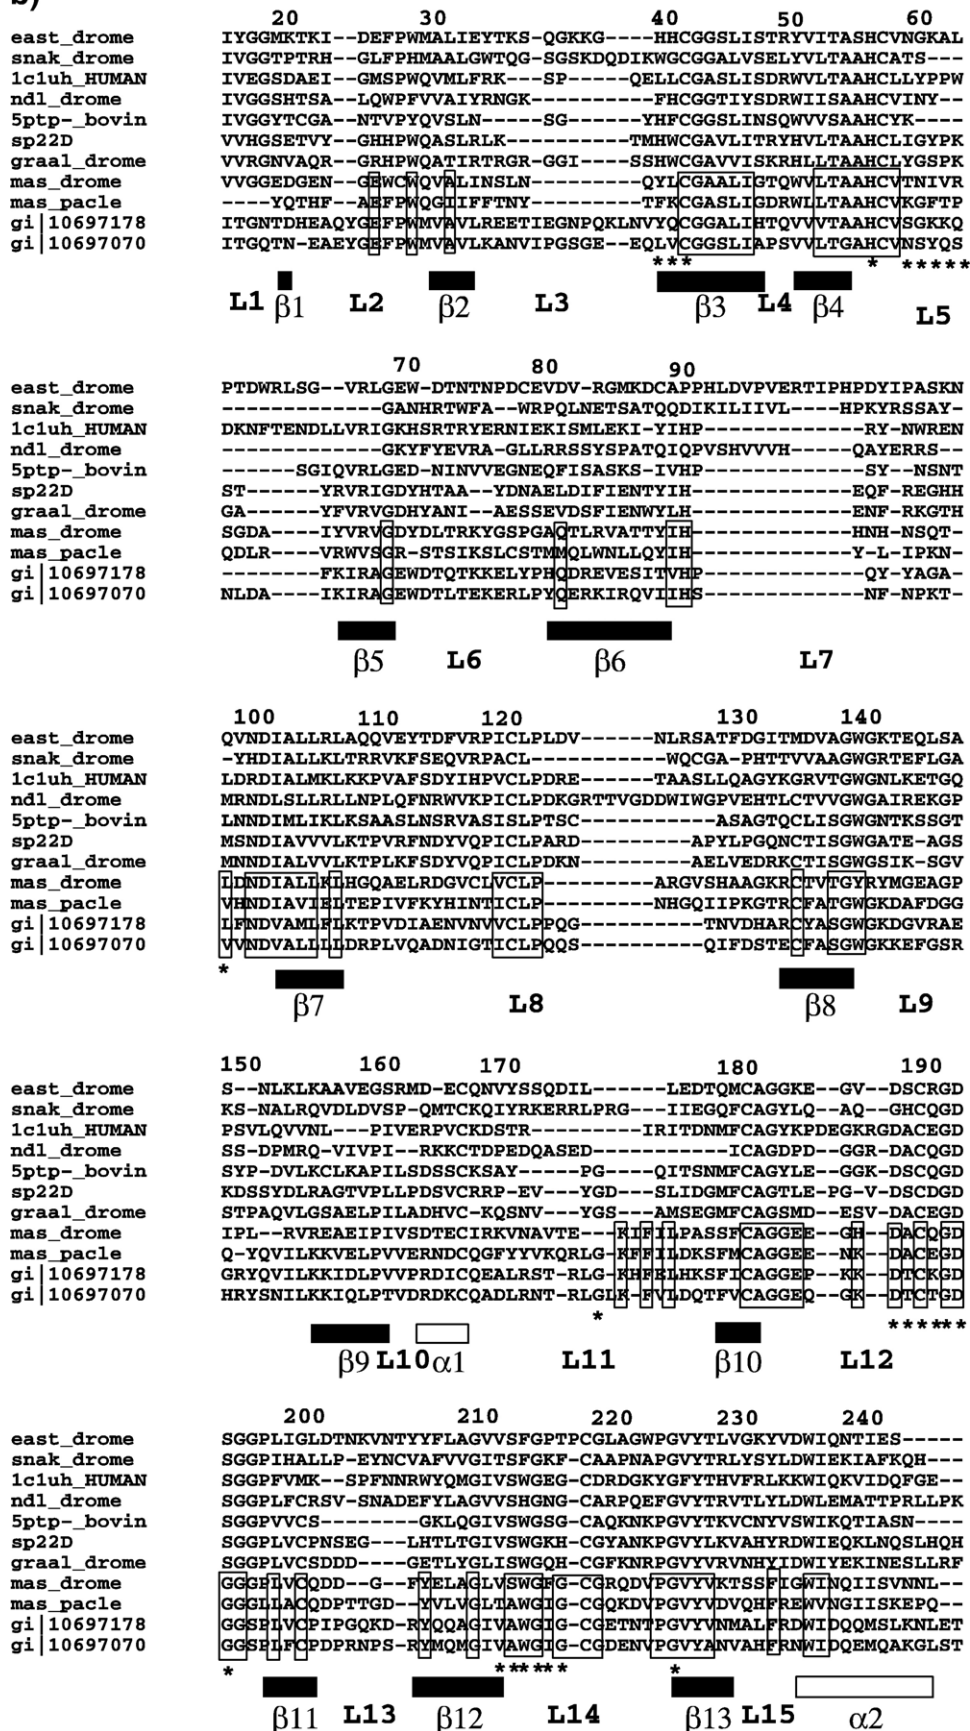 b)
20 30 40 50 60
east_drome IYGGMKTKI--DEFPWMALIEYTKS-QGKKG----HHCGGSLISTRYVITASHCVNGKAL
snak_drome IVGGTPTRH--GLFPHMAALGWTQG-SGSKDQDIKWGCGGALVSELYVLTAAHCATS---
1c1uh_HUMAN IVEGSDAEI--GMSPWQVMLFRK---SP----QELLCGASLISDRWVLTAAHCLLYPPW
ndl_drome IVGGSHTSA--LQWPFVVAIYRNGK----------FHCGGTIYSDRWIISAAHCVINY--
5ptp-_bovin IVGGYTCGA--NTVPYQVSLN-----SG-----YHFCGGSLINSQWVVSAAHCYK-----
sp22D VVHGSETVY--GHHPWQASLRLK-------TMHWCGAVLITRYHVLTAAHCLIGYPK
graal_drome VVRGNVAQR--GRHPWQATIRTRGR-GGI---SSHWCGAVVISKRHLLTAAHCLYGSPK
mas_drome VVGGEDGEN--GEWCWQVALINSLN---------QYLCGAALIGTQWVLTAAHCVTNIVR
mas_pacle ----YQTHF--AEFPWQGIIFFTNY---------TFKCGASLIGDRWLLTAAHCVKGFTP
gi|10697178 ITGNTDHEAQYGEFPWMVAVLREETIEGNPQKLNVYQCGGALIHTQVVLTAAHCVSGKKQ
gi|10697070 ITGQTN-EAEYGEFPWMVAVLKANVIPGSGE--EQLVCGGSLIAPSVVLTGAHCVNSYQS
*** * *****
L1 β1 L2 β2 L3 β3 L4 β4 L5
70 80 90
east_drome PTDWRLSG--VRLGEW-DTNTNPDCEVDV-RGMKDCAPPHLDVPVERTIPHPDYIPASKN
snak_drome -------------GANHRTWFA--WRPQLNETSATQQDIKILIIVL-----HPKYRSSAY-
1c1uh_HUMAN DKNFTENDLLVRIGKHSRTRYERNIEKISMLEKI-YIHP------------RY-NWREN
ndl_drome -------------GKYFYEVRA-GLLRRSSYSPATQIQPVSHVVVH-----QAYERRS--
5ptp-_bovin ------SGIQVRLGED-NINVVEGNEQFISASKS-IVHP------------SY--NSNT
sp22D ST------YRVRIGDYHTAA--YDNAELDIFIENTYIH-------------EQF-REGHH
graal_drome GA------YFVRVGDHYANI--AESSEVDSFIENWYLH-------------ENF-RKGTH
mas_drome SGDA---IYVRVGDYDLTRKYGSPGAQTLRVATTYIH-------------HNH-NSQT-
mas_pacle QDLR---VRWVSGR-STSIKSLCSTMMQLWNLLQYIH-------------Y-L-IPKN-
gi|10697178 --------FKIRAGEWDTQTKKELYPHQDREVESITVHP------------QY-YAGA-
gi|10697070 NLDA----IKIRAGEWDTLTEKERLPYQERKIRQVIIHS------------NF-NPKT-
β5 L6 β6 L7
100 110 120 130 140
east_drome QVNDIALLRLAQQVEYTDFVRPICLPLDV------NLRSATFDGITMDVAGWGKTEQLSA
snak_drome -YHDIALLKLTRRVKFSEQVRPACL----------WQCGA-PHTTVVAAGWGRTEFLGA
1c1uh_HUMAN LDRDIALMKLKKPVAFSDYIHPVCLPDRE------TAASLLQAGYKGRVTGWGNLKETGQ
ndl_drome MRNDLSLLRLLNPLQFNRWVKPICLPDKGRTTVGDDWIWGPVEHTLCTVVGWGAIREKGP
5ptp-_bovin LNNDIMLIKLKSAASLNSRVASISLPTSC-----------ASAGTQCLISGWGNTKSSGT
sp22D MSNDIAVVVLKTPVRFNDYVQPICLPARD--------APYLPGQNCTISGWGATE-AGS
graal_drome MNNDIALVVLKTPLKFSDYVQPICLPDKN--------AELVEDRKCTISGWGSIK-SGV
mas_drome LDNDIALLKLHGQAELRDGVCLVCLP---------ARGVSHAAGKRCTVTGYRYMGEAGP
mas_pacle VHNDIAVIELTEPIVFKYHINTICLP---------NHGQIIPKGTRCFATGWGKDAFDGG
gi|10697178 LFNDVAMLFLKTPVDIAENVNVVCLPPQG------TNVDHARCYASGWGKDGVRAE
gi|10697070 VVNDVALLLLDRPLVQADNIGTICLPQQS------QIFDSTECFASGWGKKEFGSR
*
β7 L8 β8 L9
150 160 170 180 190
east_drome S--NLKLKAAVEGSRMD-ECQNVYSSQDIL------LEDTQMCAGGKE--GV--DSCRGD
snak_drome KS-NALRQVDLDVSP-QMTCKQIYRKERRLPRG---IIEGQFCAGYLQ--AQ--GHCQGD
1c1uh_HUMAN PSVLQVVNL---PIVERPVCKDSTR---------IRITDNMFCAGYKPDEGKRGDACEGD
ndl_drome SS-DPMRQ-VIVPI--RKKCTDPEDQASED-----------ICAGDPD--GGR-DACQGD
5ptp-_bovin SYP-DVLKCLKAPILSDSSCKSAY------PG----QITSNMFCAGYLE--GGK-DSCQGD
sp22D KDSSYDLRAGTVPLLPDSVCRRP-EV---YGD---SLIDGMFCAGTLE-PG-V-DSCDGD
graal_drome STPAQVLGSAELPILADHVC-KQSNV----YGS---AMSEGMFCAGSMD--ESV-DACEGD
mas_drome IPL--RVREAEIPIVSDTECIRKVNAVTE---KIFILPASSFCAGGEE--GH--DACQGD
mas_pacle Q-YQVILKKVELPVVERNDCQGFYYVKQRLG-KFFILDKSFMCAGGEE--NK--DACEGD
gi|10697178 GRYQVILKKIDLPVVPRDICQEALRST--RLG-KHFELHKSFICAGGEP--KK--DTCKGD
gi|10697070 HRYSNILKKIQLPTVDRDKCQADLRNT--RLGLK-FVLDQTFVCAGGEQ--GK--DTCTGD
* ******
β9 L10 α1 L11 β10 L12
200 210 220 230 240
east_drome SGGPLIGLDTNKVNTYYFLAGVVSFGPTPCGLAGWPGVYTLVGKYVDWIQNTIES-----
snak_drome SGGPIHALLP-EYNCVAFVVGITSFGKF-CAAPNAPGVYTRLYSYLDWIEKIAFKQH---
1c1uh_HUMAN SGGPFVMK---SPFNNRWYQMGIVSWGEG-CDRDGKYGFYTHVFRLKKWIQKVIDQFGE--
ndl_drome SGGPLFCRSV-SNADEFYLAGVVSHGNG-CARPQEFGVYTRVTLYLDWLEMATTPRLLPK
5ptp-_bovin SGGPVVCS--------GKLQGIVSWGSG-CAQKNKPGVYTKVCNYVSWIKQTIASN----
sp22D SGGPLVCPNSEG---LHTLTGIISWGKH-CGYANKPGVYLKVAHYRDWIEQKLNQSLHQH
graal_drome SGGPLVCSDDD----GETLYGLISWGQH-CGFKNRPGVYVRVNHYIDWIYEKINESLLRF
mas_drome GGGPLVCQDD--G--FYELAGLVSWGFG-CGRQDVPGVYVKTSSFIGWINQIISVNNL--
mas_pacle GGGLLACQDPTTGD--YVLVGLTAWGIG-CGQKDVPGVYVDVQHFREWVNGIISKEPQ--
gi|10697178 GGSPLVCPIPGQKD-RYQQAGIVAWGIG-CGETNTPGVYVNMALFRDWIDQQMSLKNLET
gi|10697070 GGSPLFCPDPRNPS-RYMQMGIVAWGIG-CGDENVPGVYANVAHFRNWIDQEMQAKGLST
* ****** *
β11 L13 β12 L14 β13 L15 α2